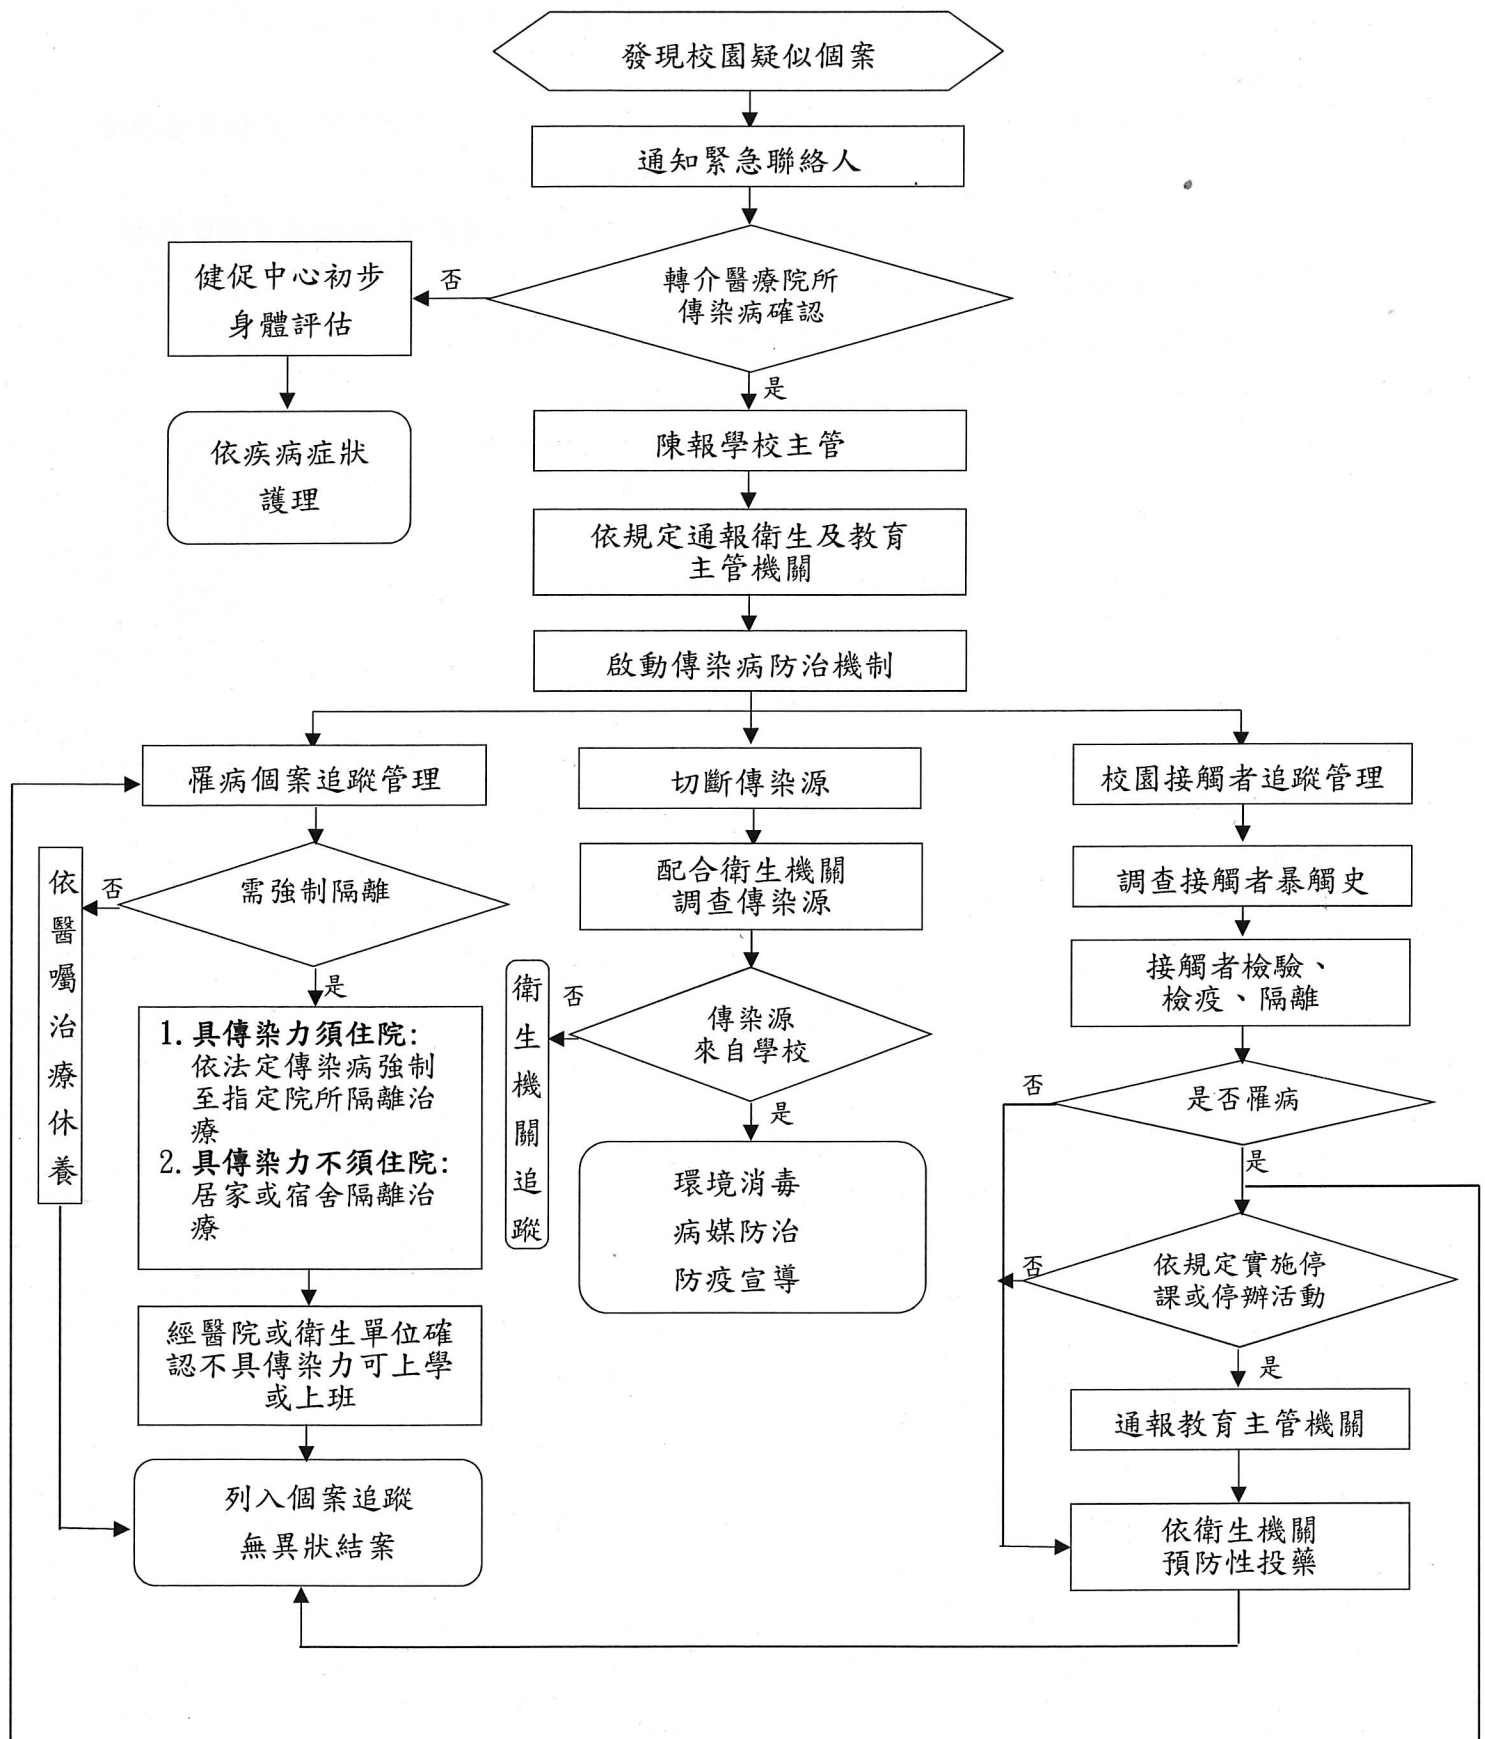 發現校園疑似個案
通知緊急聯絡人
轉介醫療院所
傳染病確認
否
健促中心初步
身體評估
依疾病症狀
護理
是
陳報學校主管
依規定通報衛生及教育
主管機關
啟動傳染病防治機制
罹病個案追蹤管理
需強制隔離
否
依醫囑治療休養
是
1. 具傳染力須住院:
依法定傳染病強制
至指定院所隔離治
療
2. 具傳染力不須住院:
居家或宿舍隔離治
療
經醫院或衛生單位確
認不具傳染力可上學
或上班
列入個案追蹤
無異狀結案
切斷傳染源
配合衛生機關
調查傳染源
傳染源
來自學校
否
衛生機關追蹤
是
環境消毒
病媒防治
防疫宣導
校園接觸者追蹤管理
調查接觸者暴觸史
接觸者檢驗、
檢疫、隔離
是否罹病
否
是
依規定實施停
課或停辦活動
否
是
通報教育主管機關
依衛生機關
預防性投藥